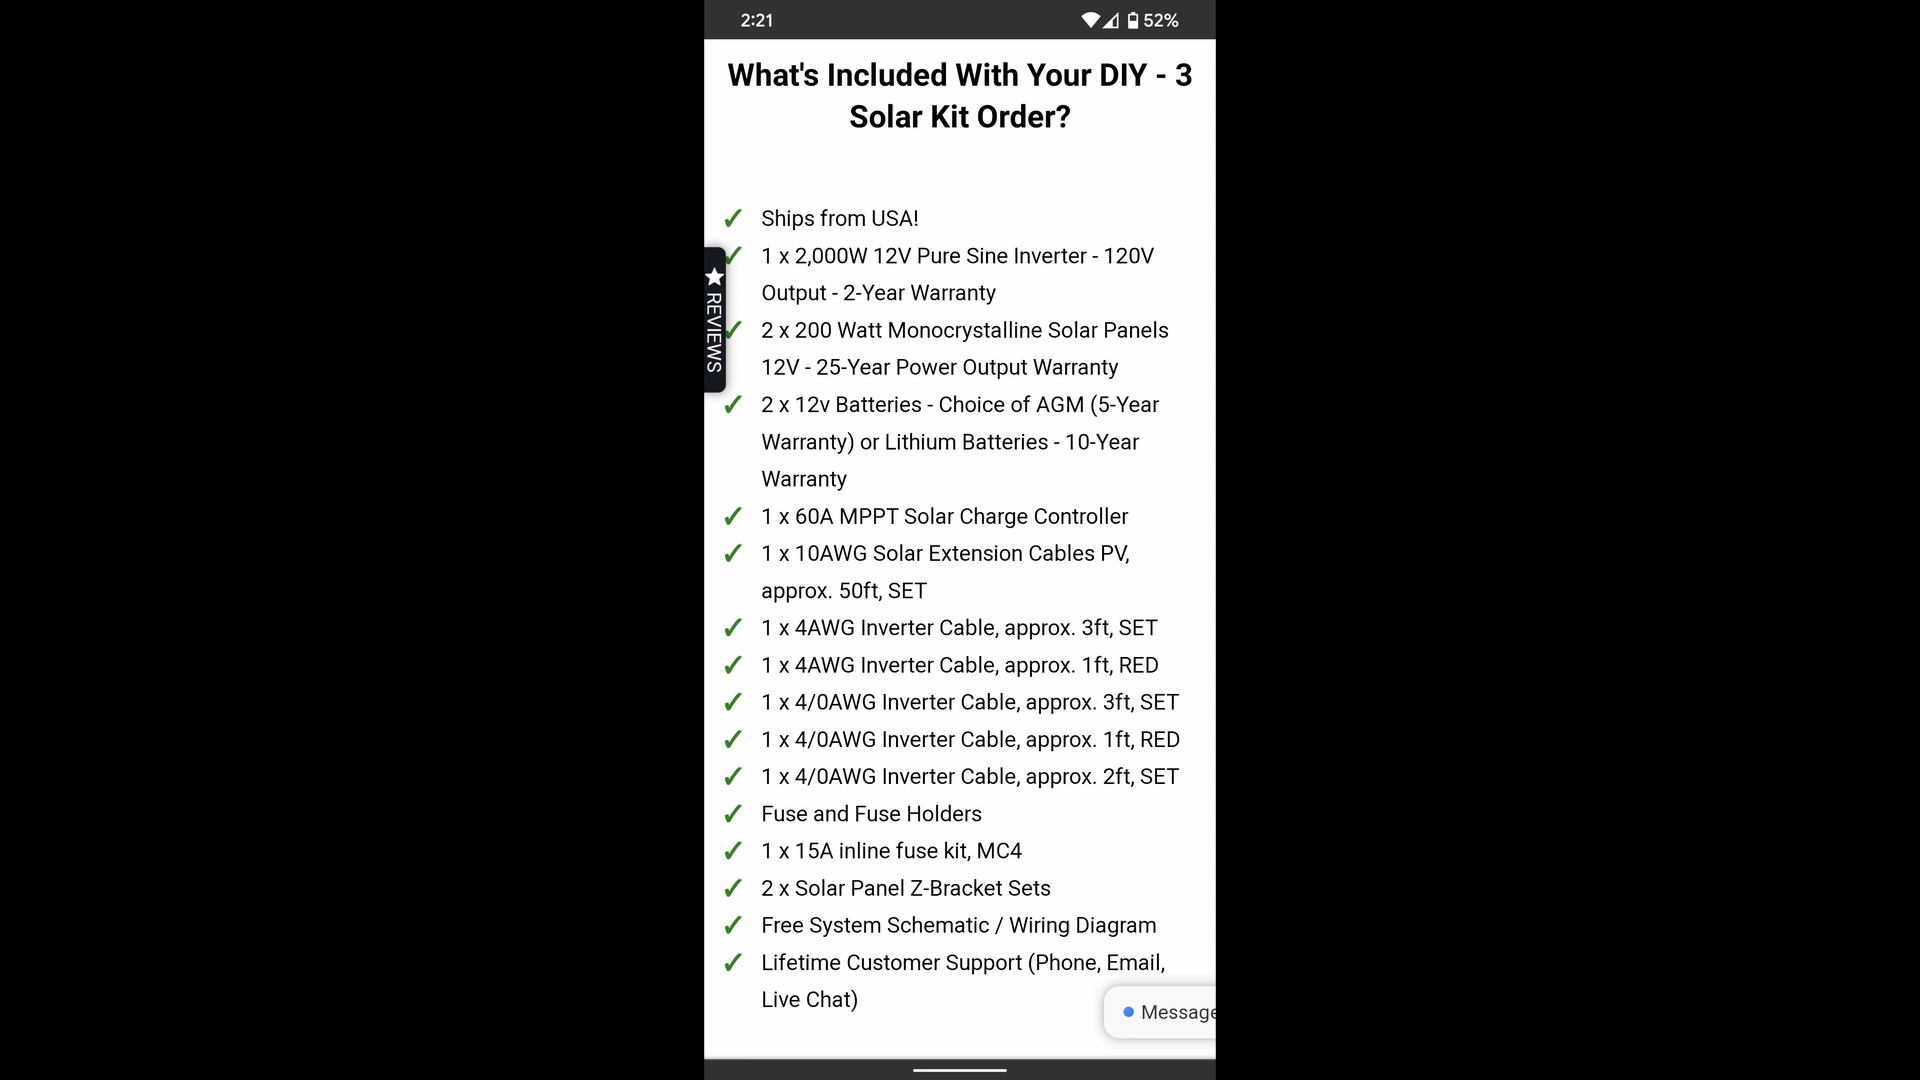 2:21
52%
What's Included With Your DIY - 3
Solar Kit Order?
✓ Ships from USA!
✓ 1 x 2,000W 12V Pure Sine Inverter - 120V
Output - 2-Year Warranty
★ REVIEWS
✓ 2 x 200 Watt Monocrystalline Solar Panels
12V - 25-Year Power Output Warranty
✓ 2 x 12v Batteries - Choice of AGM (5-Year
Warranty) or Lithium Batteries - 10-Year
Warranty
✓ 1 x 60A MPPT Solar Charge Controller
✓ 1 x 10AWG Solar Extension Cables PV,
approx. 50ft, SET
✓ 1 x 4AWG Inverter Cable, approx. 3ft, SET
✓ 1 x 4AWG Inverter Cable, approx. 1ft, RED
✓ 1 x 4/0AWG Inverter Cable, approx. 3ft, SET
✓ 1 x 4/0AWG Inverter Cable, approx. 1ft, RED
✓ 1 x 4/0AWG Inverter Cable, approx. 2ft, SET
✓ Fuse and Fuse Holders
✓ 1 x 15A inline fuse kit, MC4
✓ 2 x Solar Panel Z-Bracket Sets
✓ Free System Schematic / Wiring Diagram
✓ Lifetime Customer Support (Phone, Email,
Live Chat)
Message